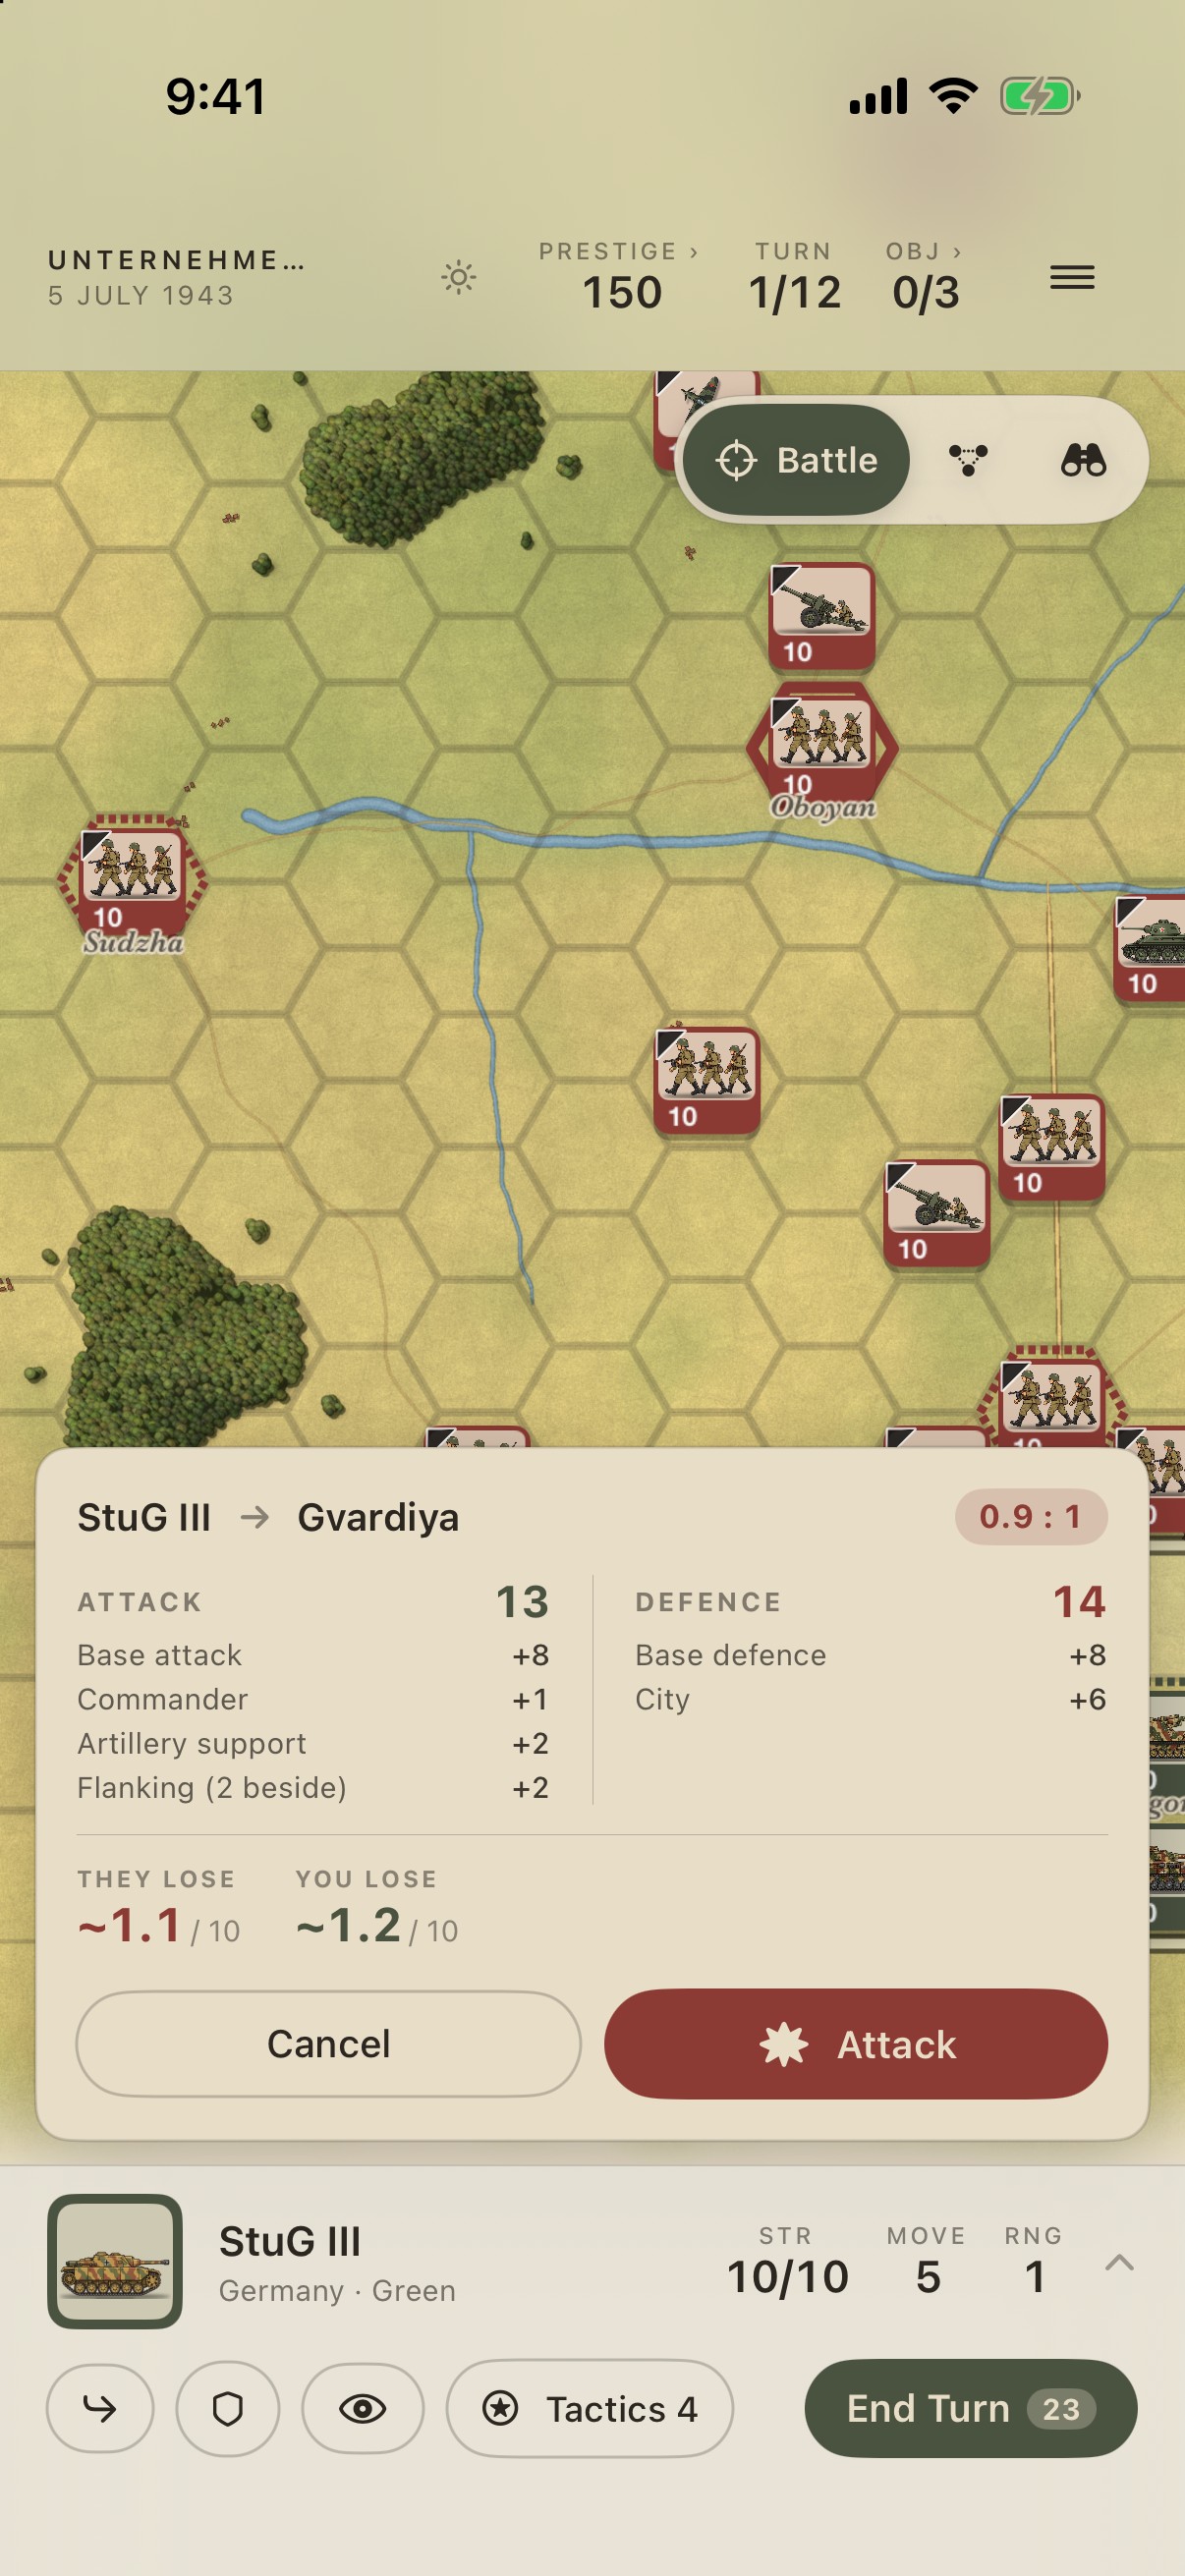 9:41
UNTERNEHME…
5 JULY 1943
PRESTIGE ›
150
TURN
1/12
OBJ ›
0/3
Battle
10
10
Oboyan
10
Sudzha
10
10
10
10
StuG III → Gvardiya
0.9 : 1
ATTACK 13
Base attack +8
Commander +1
Artillery support +2
Flanking (2 beside) +2
DEFENCE 14
Base defence +8
City +6
THEY LOSE
~1.1 / 10
YOU LOSE
~1.2 / 10
Cancel
Attack
StuG III
Germany · Green
STR
10/10
MOVE
5
RNG
1
Tactics 4
End Turn 23